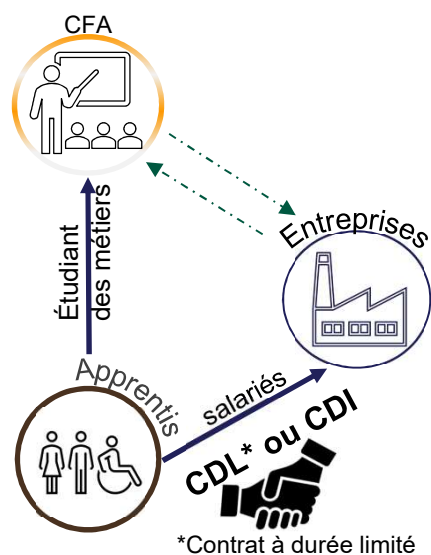 CFA
Étudiant
des métiers
Entreprises
Apprentis
salariés
CDL* ou CDI
*Contrat à durée limité